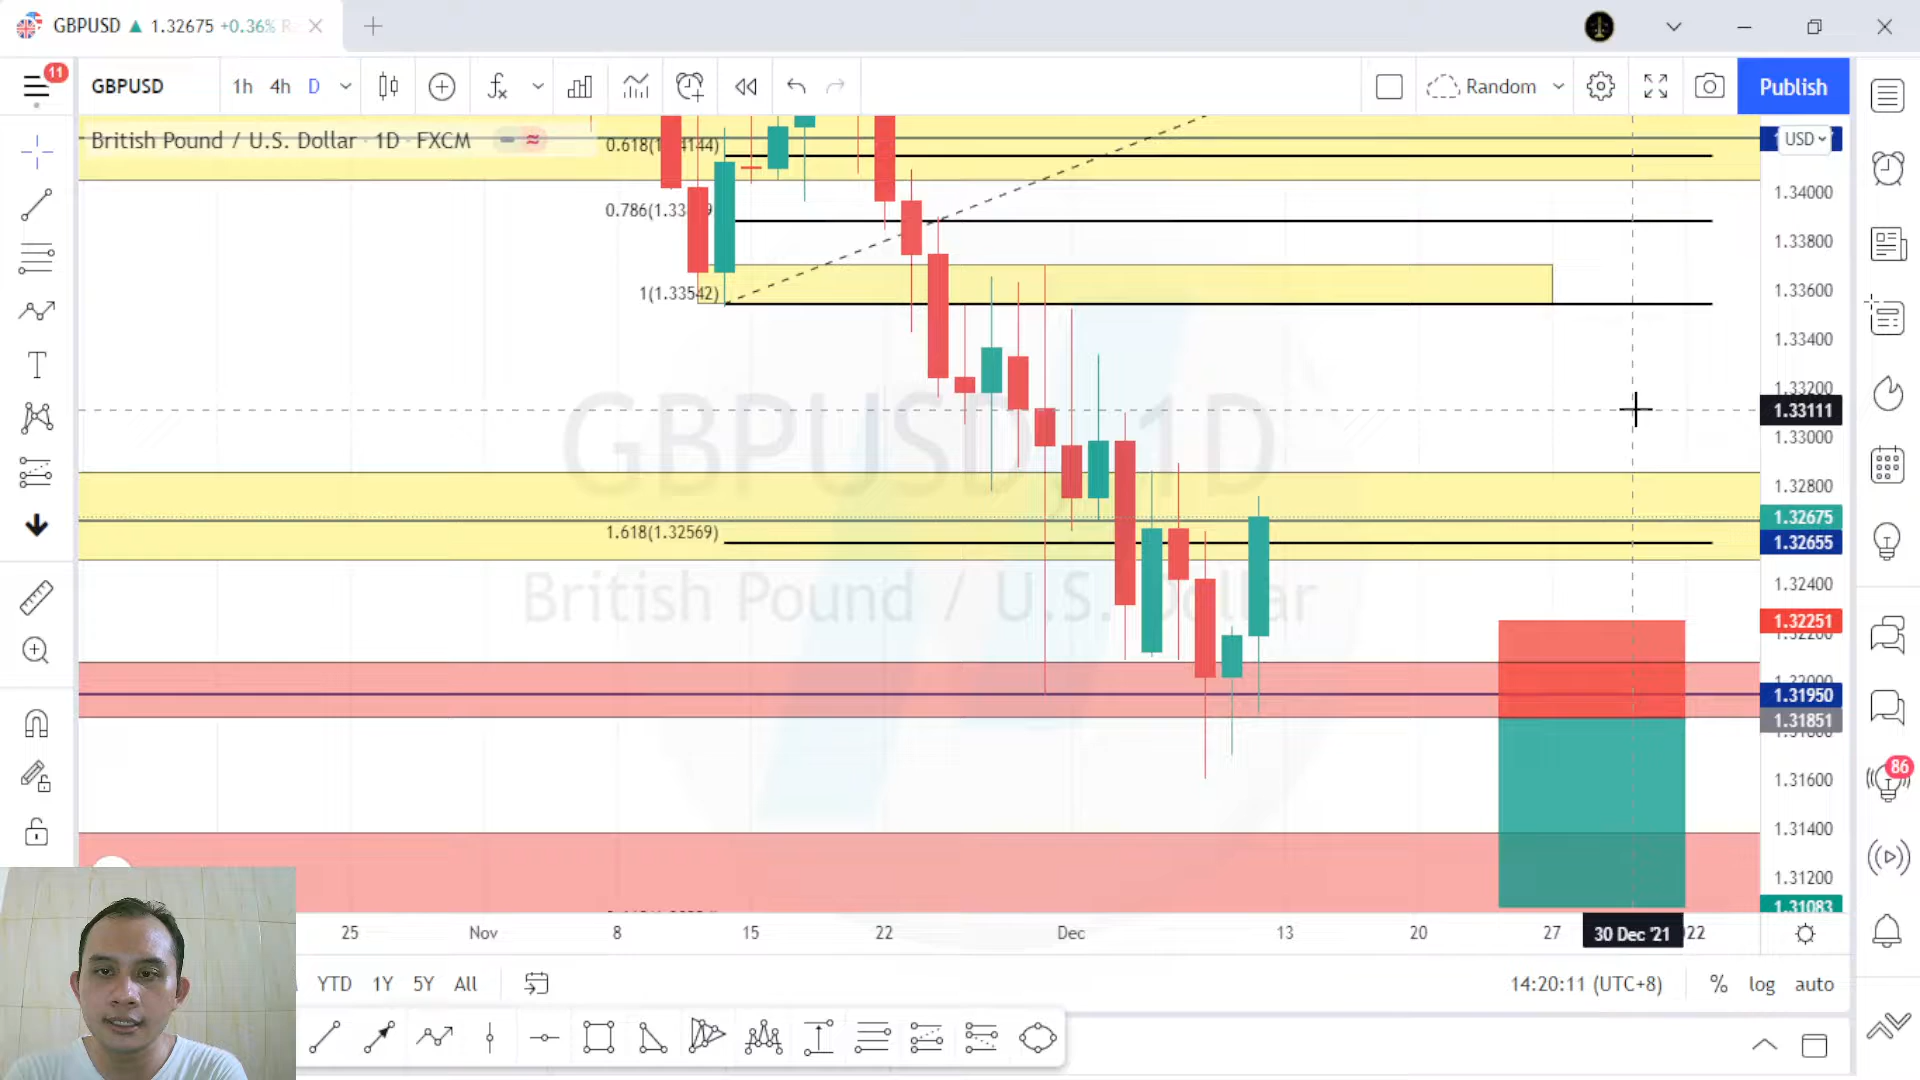 GBPUSD ▲ 1.32675 +0.36% R
11
GBPUSD 1h 4h D
Random
Publish
British Pound / U.S. Dollar · 1D · FXCM
USD
0.618(1.34144)
1.34000
0.786(1.33
1.33800
1(1.33542)
1.33600
1.33400
1.33200
1.33111
1.33000
GBPUSD, 1D
1.32800
1.32675
1.618(1.32569)
1.32655
1.32400
British Pound / U.S. Dollar
1.32251
1.31950
1.31851
1.31600
86
1.31400
1.31200
1.31083
25 Nov 8 15 22 Dec 13 20 27 30 Dec '21 22
YTD 1Y 5Y All
14:20:11 (UTC+8) % log auto